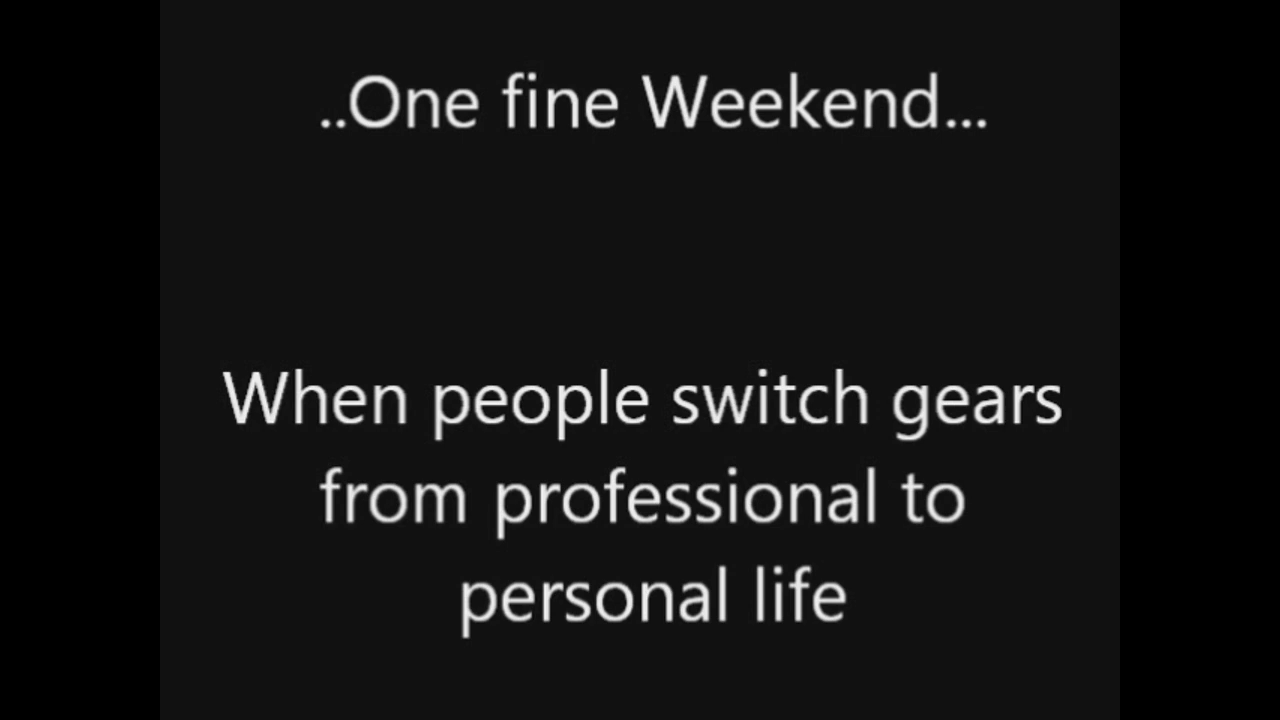 ..One fine Weekend...
When people switch gears
from professional to
personal life